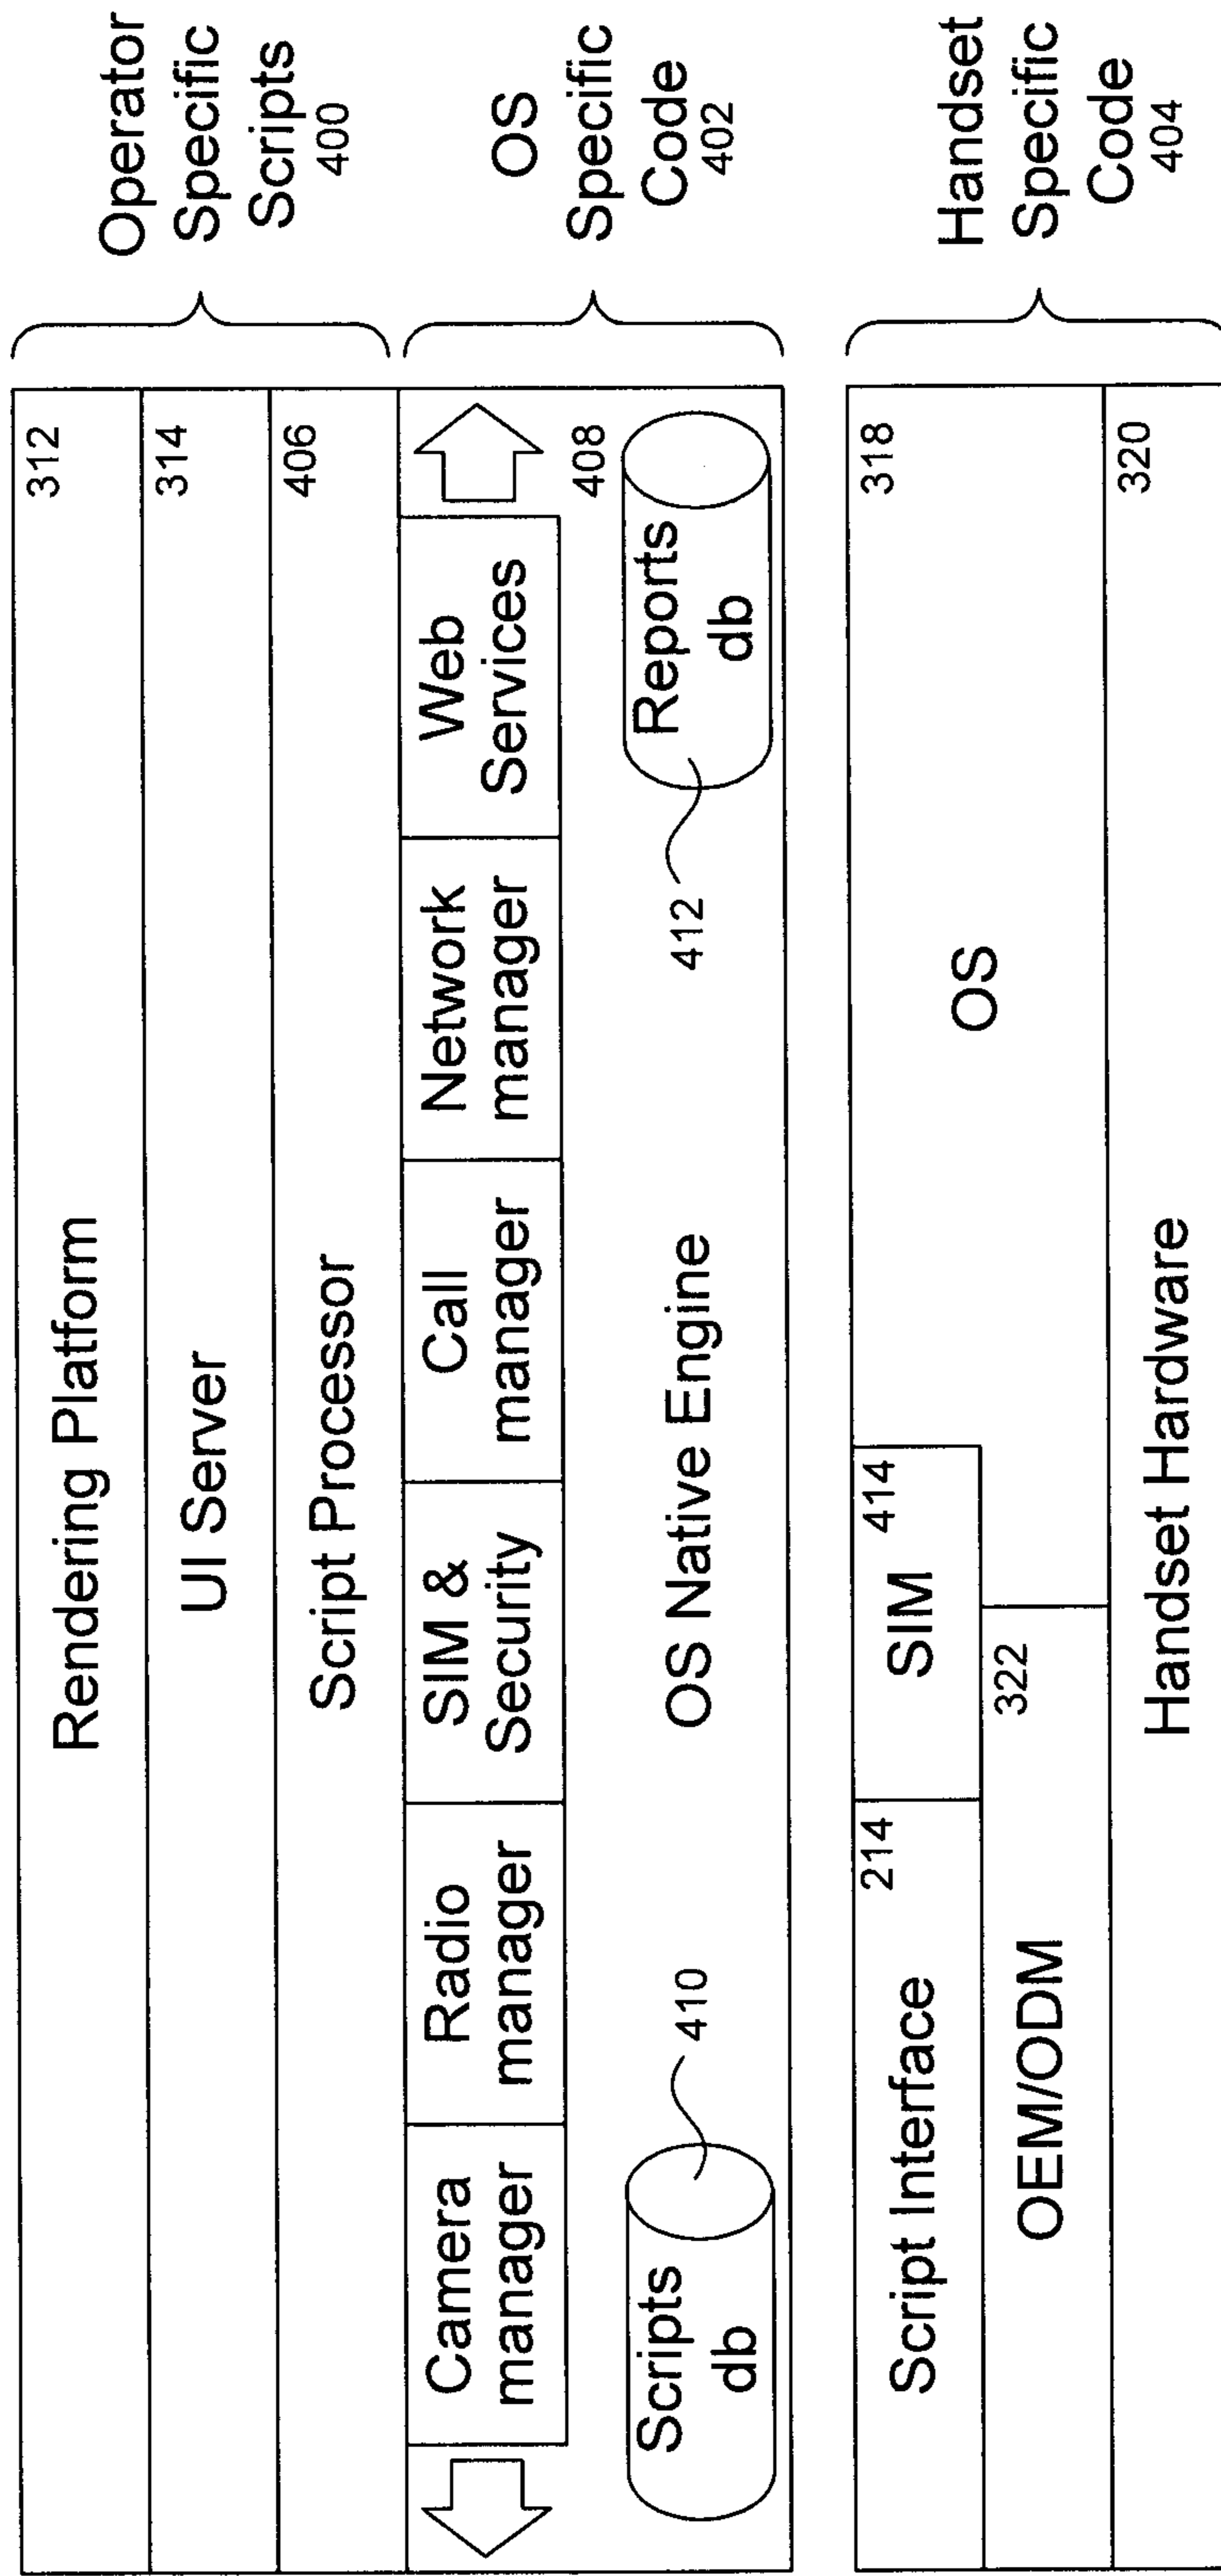 Rendering Platform
312
UI Server
314
Script Processor
406
Operator
Specific
Scripts
400
Camera
manager
Radio
manager
SIM &
Security
Call
manager
Network
manager
Web
Services
OS Native Engine
408
Scripts
db
410
Reports
db
412
OS
Specific
Code
402
Script Interface
214
SIM
414
OS
318
OEM/ODM
322
Handset Hardware
320
Handset
Specific
Code
404